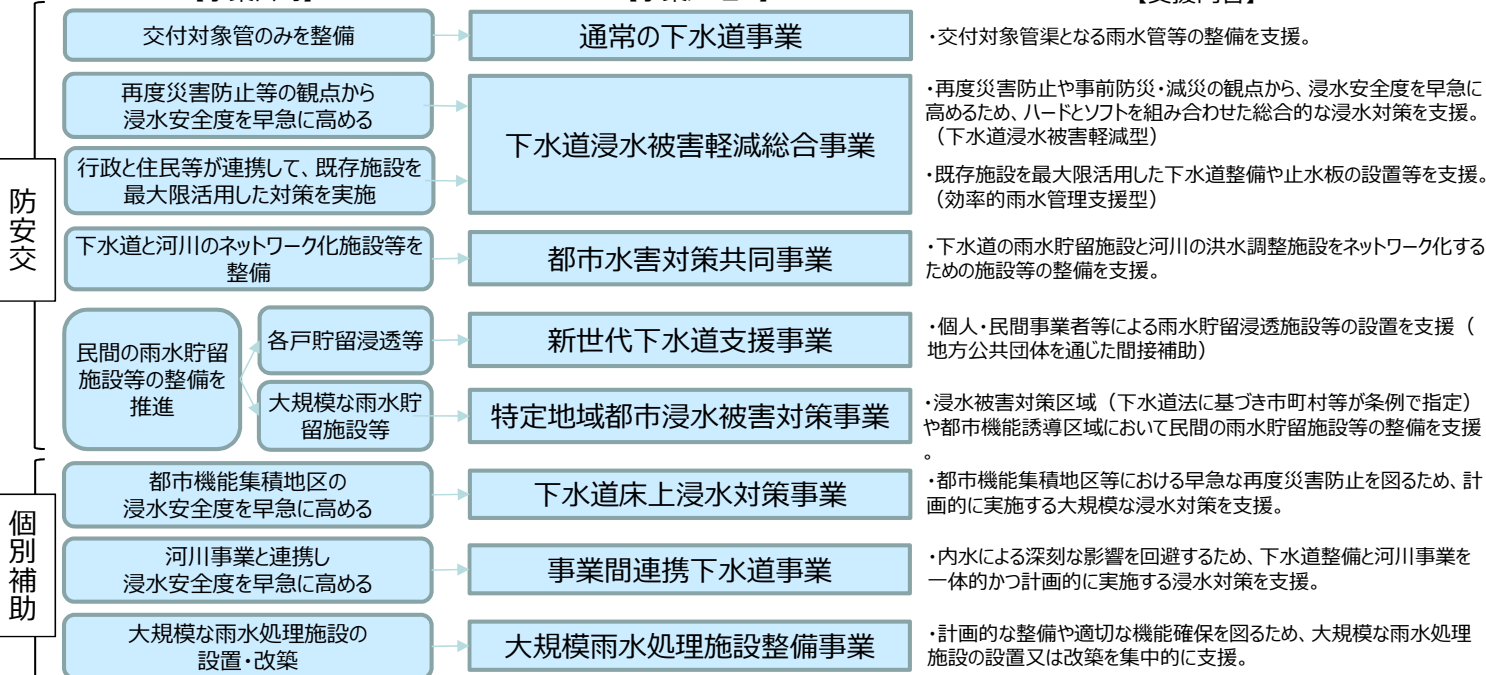 【支援内容】
防安交
交付対象管のみを整備
通常の下水道事業
・交付対象管渠となる雨水管等の整備を支援。
再度災害防止等の観点から
浸水安全度を早急に高める
下水道浸水被害軽減総合事業
・再度災害防止や事前防災・減災の観点から、浸水安全度を早急に
高めるため、ハードとソフトを組み合わせた総合的な浸水対策を支援。
（下水道浸水被害軽減型）
行政と住民等が連携して、既存施設を
最大限活用した対策を実施
・既存施設を最大限活用した下水道整備や止水板の設置等を支援。
（効率的雨水管理支援型）
下水道と河川のネットワーク化施設等を
整備
都市水害対策共同事業
・下水道の雨水貯留施設と河川の洪水調整施設をネットワーク化する
ための施設等の整備を支援。
民間の雨水貯留
施設等の整備を
推進
各戸貯留浸透等
新世代下水道支援事業
・個人・民間事業者等による雨水貯留浸透施設等の設置を支援（
地方公共団体を通じた間接補助）
大規模な雨水貯
留施設等
特定地域都市浸水被害対策事業
・浸水被害対策区域（下水道法に基づき市町村等が条例で指定）
や都市機能誘導区域において民間の雨水貯留施設等の整備を支援
。
個別補助
都市機能集積地区の
浸水安全度を早急に高める
下水道床上浸水対策事業
・都市機能集積地区等における早急な再度災害防止を図るため、計
画的に実施する大規模な浸水対策を支援。
河川事業と連携し
浸水安全度を早急に高める
事業間連携下水道事業
・内水による深刻な影響を回避するため、下水道整備と河川事業を
一体的かつ計画的に実施する浸水対策を支援。
大規模な雨水処理施設の
設置・改築
大規模雨水処理施設整備事業
・計画的な整備や適切な機能確保を図るため、大規模な雨水処理
施設の設置又は改築を集中的に支援。